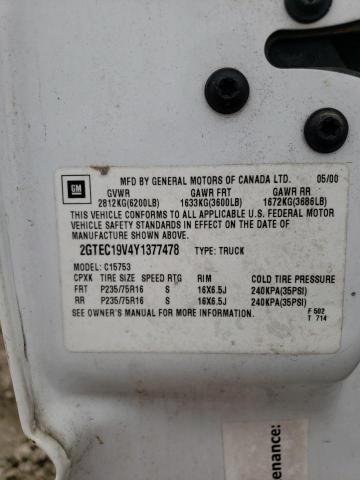 GM
MFD BY GENERAL MOTORS OF CANADA LTD. 05/00
GVWR GAWR FRT GAWR RR
2812KG(6200LB) 1633KG(3600LB) 1672KG(3686LB)
THIS VEHICLE CONFORMS TO ALL APPLICABLE U.S. FEDERAL MOTOR
VEHICLE SAFETY STANDARDS IN EFFECT ON THE DATE OF
MANUFACTURE SHOWN ABOVE.
2GTEC19V4Y1377478 TYPE: TRUCK
MODEL: C15753
CPXK TIRE SIZE SPEED RTG RIM COLD TIRE PRESSURE
FRT P235/75R16 S 16X6.5J 240KPA(35PSI)
RR P235/75R16 S 16X6.5J 240KPA(35PSI)
SEE OWNER'S MANUAL FOR MORE INFORMATION.
F 502
T 714
enance: